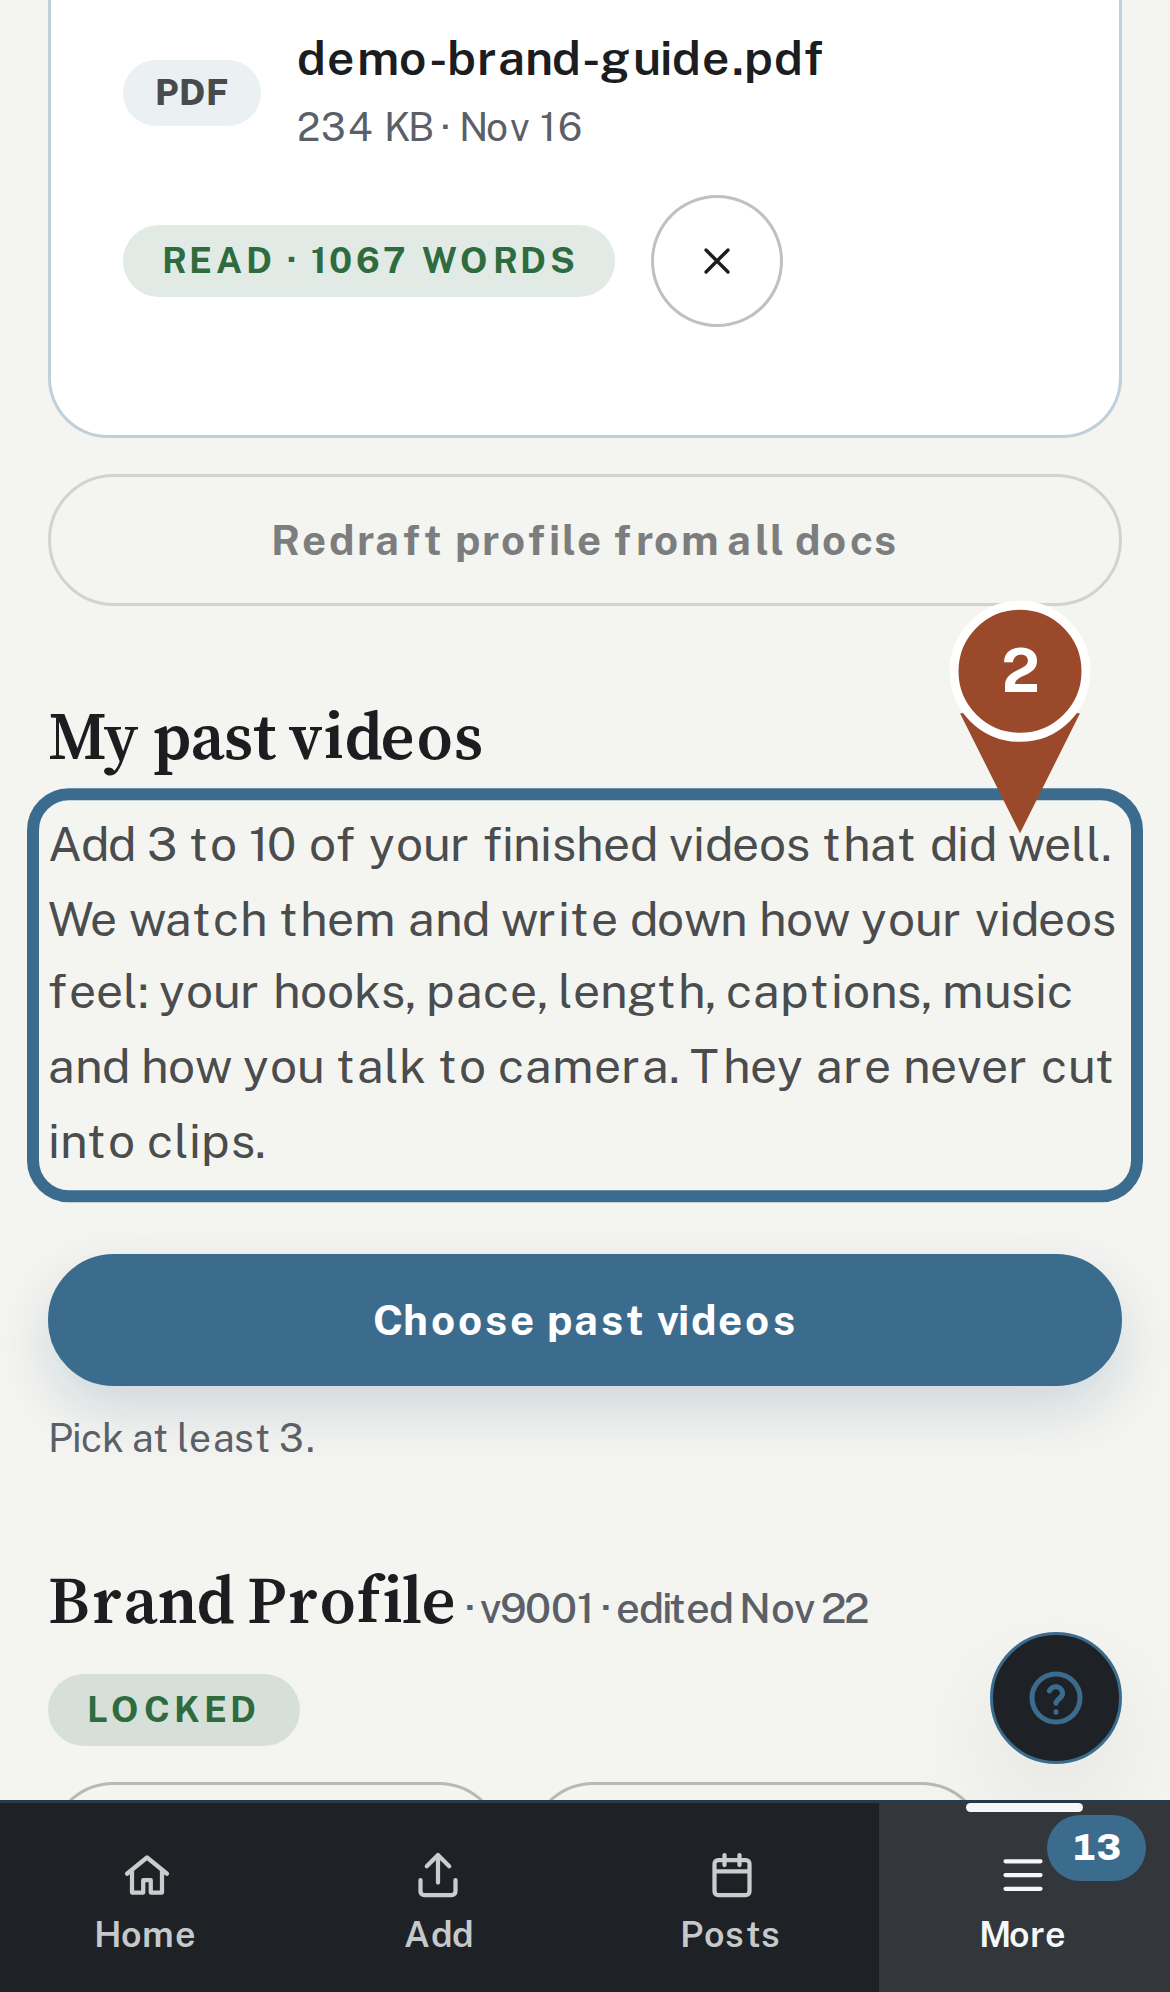 demo-brand-guide.pdf
PDF
234 KB · Nov 16
READ · 1067 WORDS
Redraft profile from all docs
2
My past videos
Add 3 to 10 of your finished videos that did well.
We watch them and write down how your videos
feel: your hooks, pace, length, captions, music
and how you talk to camera. They are never cut
into clips.
Choose past videos
Pick at least 3.
Brand Profile · v9001 · edited Nov 22
LOCKED
13
Home
Add
Posts
More